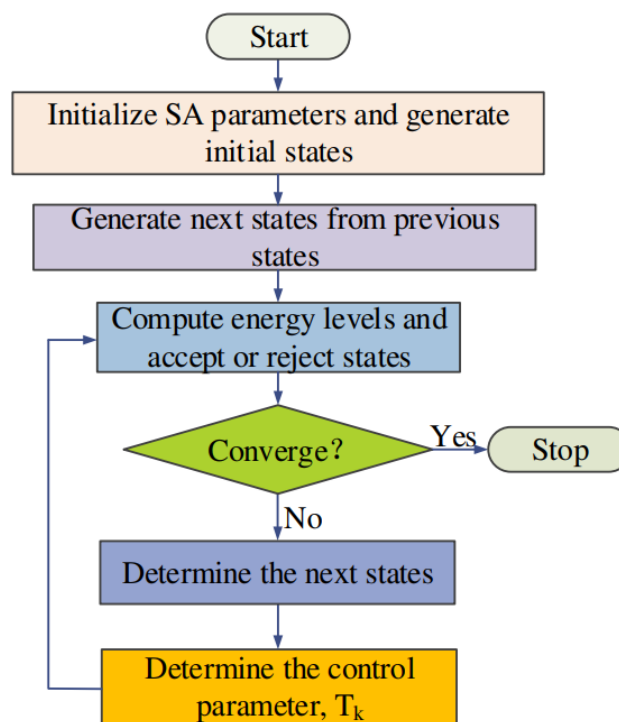 Start
Initialize SA parameters and generate
initial states
Generate next states from previous
states
Compute energy levels and
accept or reject states
Converge?
Yes
Stop
No
Determine the next states
Determine the control
parameter, Tk